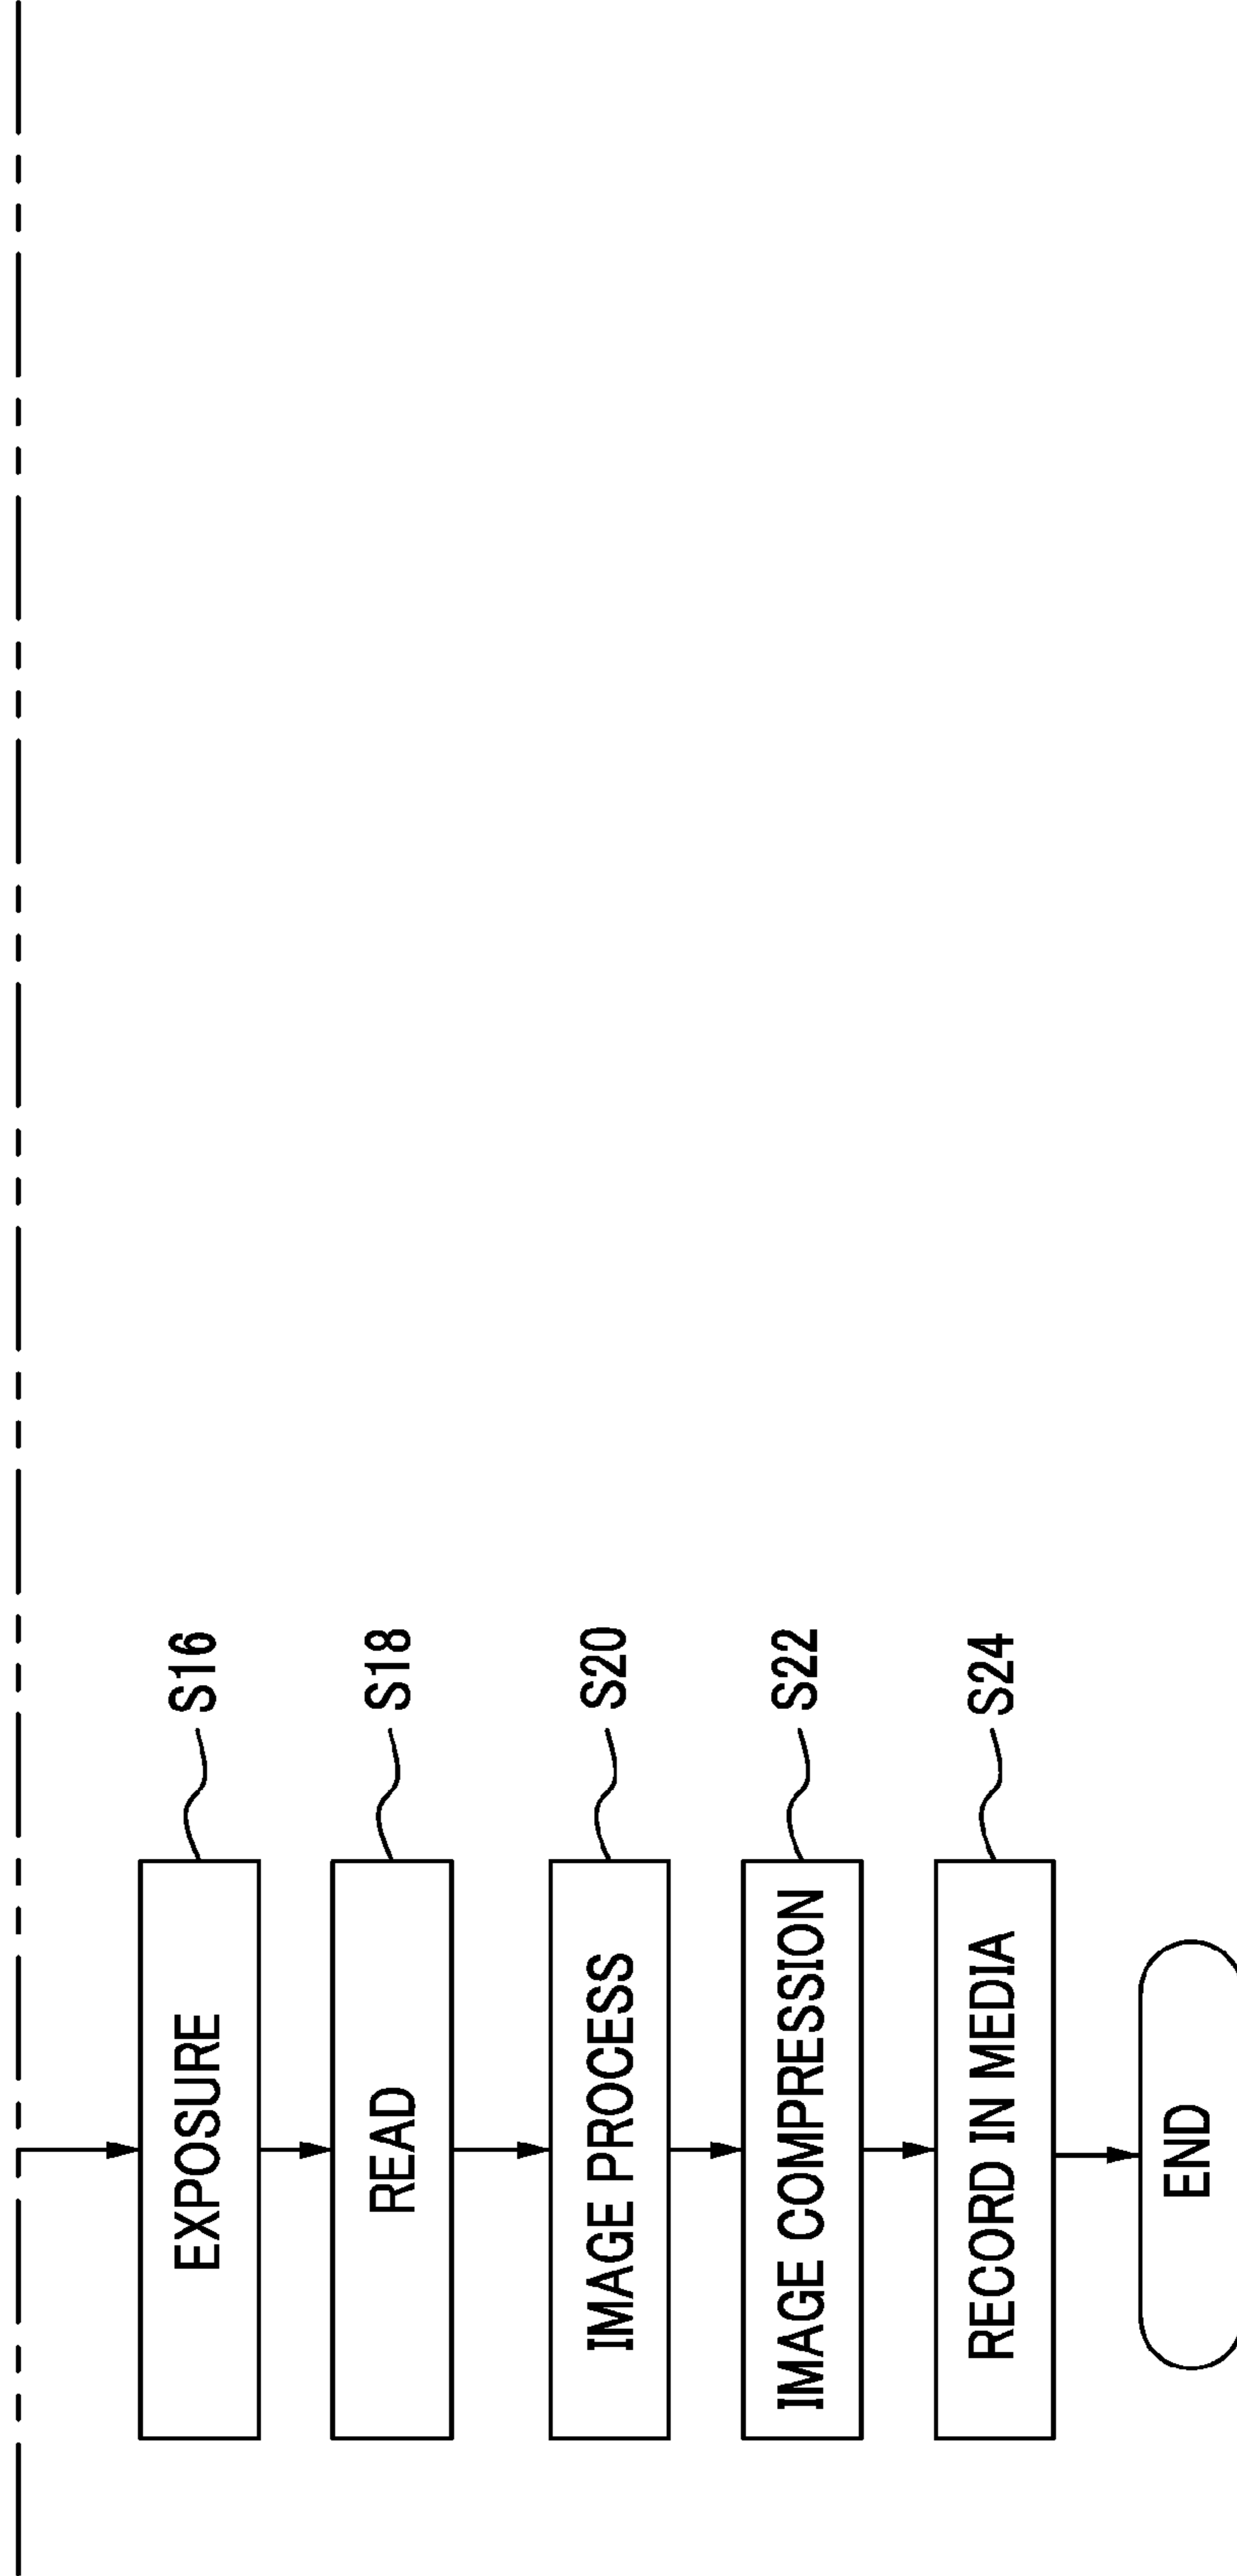 EXPOSURE
S16
READ
S18
IMAGE PROCESS
S20
IMAGE COMPRESSION
S22
RECORD IN MEDIA
S24
END